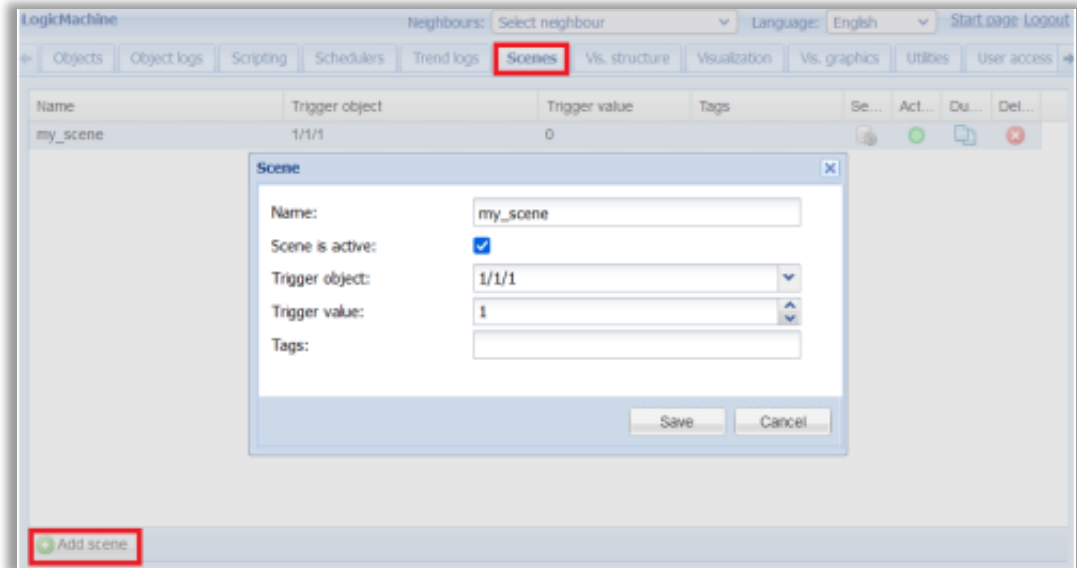 LogicMachine Neighbours: Select neighbour Language: English Start page Logout
Objects Object logs Scripting Schedulers Trend logs Scenes Vis. structure Visualization Vis. graphics Utilities User access
Name Trigger object Trigger value Tags Se... Act... Du... Del...
my_scene 1/1/1 0
Scene
Name: my_scene
Scene is active:
Trigger object: 1/1/1
Trigger value: 1
Tags:
Save Cancel
Add scene